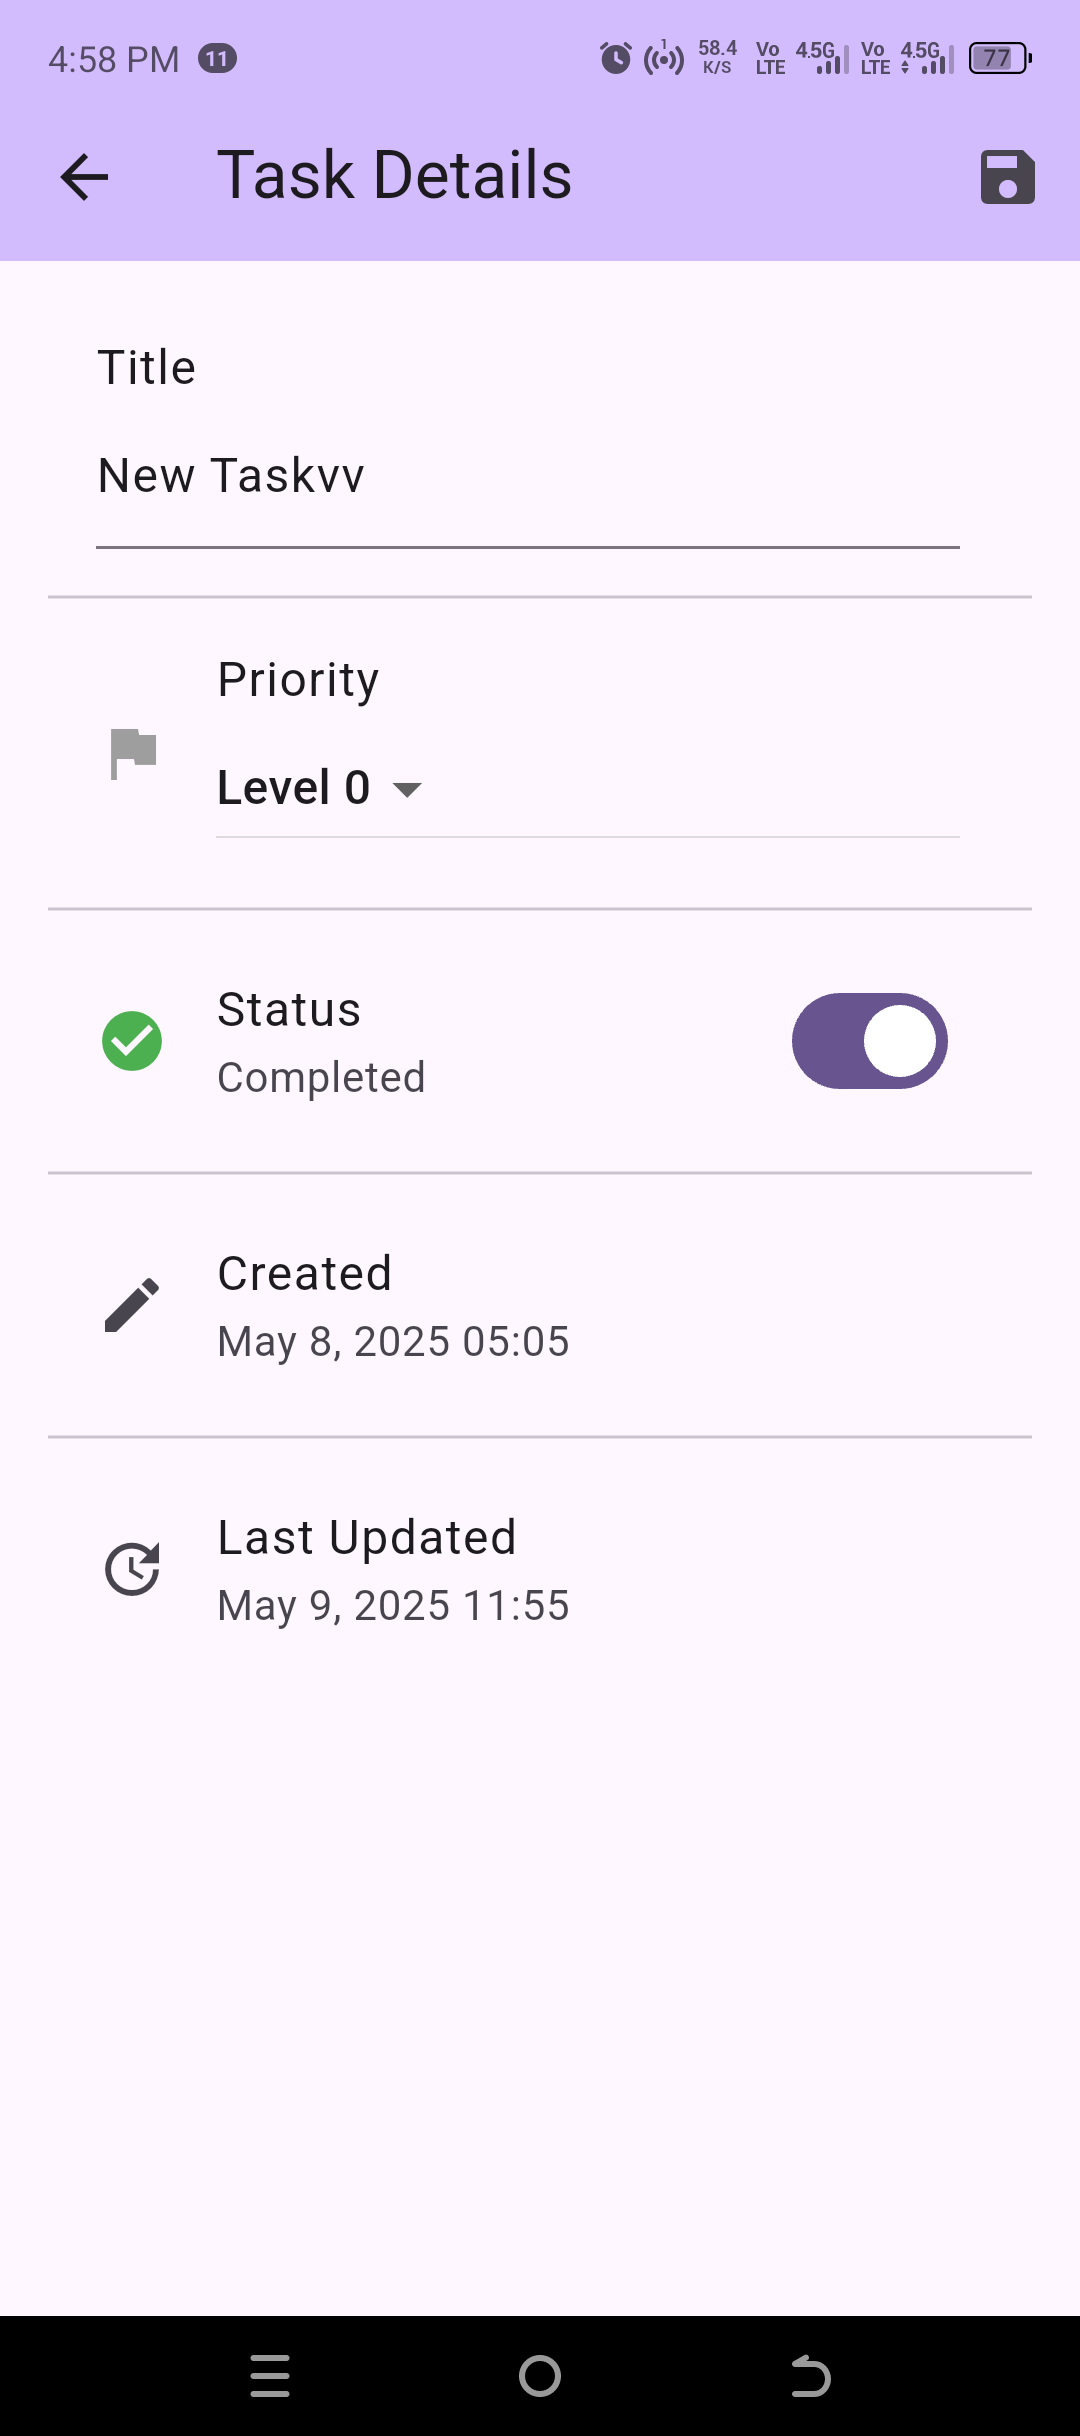 4:58 PM 11 1 58.4 K/S Vo LTE 4.5G Vo LTE 4.5G 77
Task Details
Title
New Taskvv
Priority
Level 0
Status
Completed
Created
May 8, 2025 05:05
Last Updated
May 9, 2025 11:55